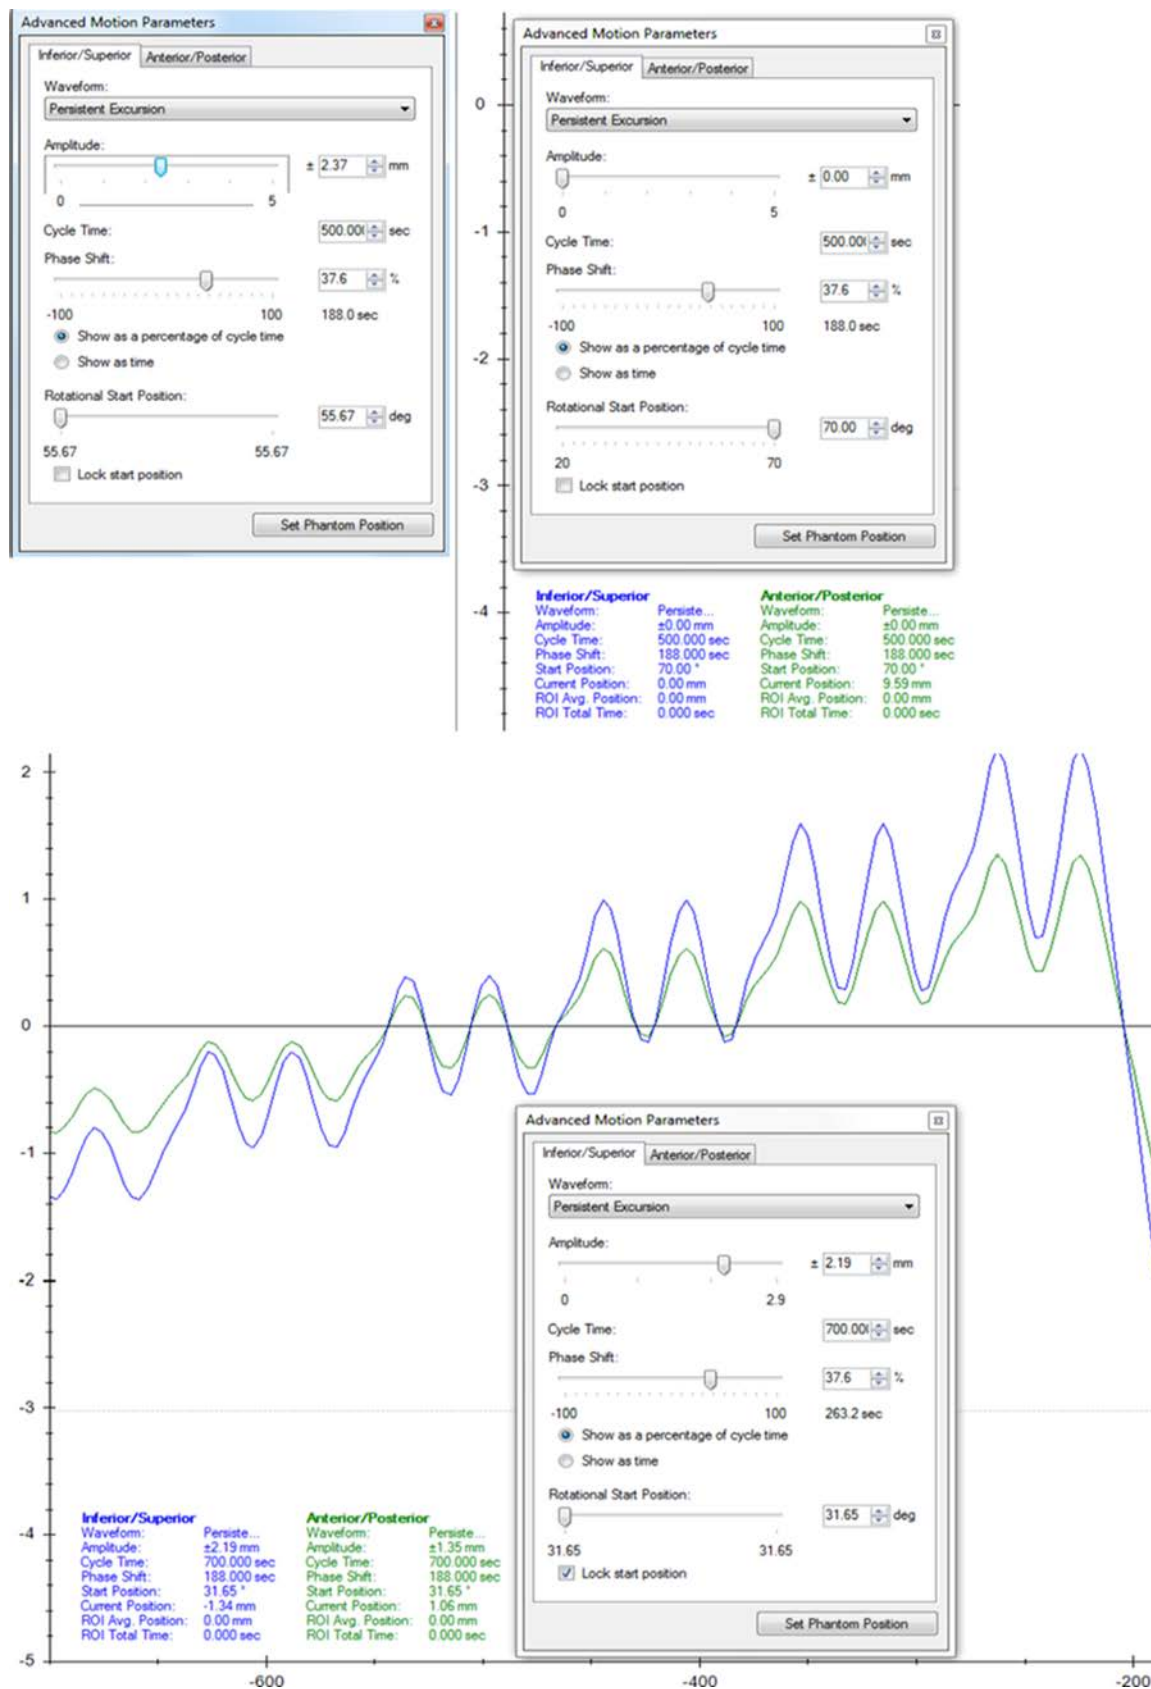 Advanced Motion Parameters
Inferior/Superior Anterior/Posterior
Waveform:
Persistent Excursion
Amplitude:
± 2.37 mm
0 5
Cycle Time: 500.00 sec
Phase Shift:
37.6 %
-100 100 188.0 sec
Show as a percentage of cycle time
Show as time
Rotational Start Position:
55.67 deg
55.67 55.67
Lock start position
Set Phantom Position
0
-1
-2
-3
-4
Advanced Motion Parameters
Inferior/Superior Anterior/Posterior
Waveform:
Persistent Excursion
Amplitude:
± 0.00 mm
0 5
Cycle Time: 500.00 sec
Phase Shift:
37.6 %
-100 100 188.0 sec
Show as a percentage of cycle time
Show as time
Rotational Start Position:
70.00 deg
20 70
Lock start position
Set Phantom Position
Inferior/Superior
Waveform: Persiste...
Amplitude: ±0.00 mm
Cycle Time: 500.000 sec
Phase Shift: 188.000 sec
Start Position: 70.00 °
Current Position: 0.00 mm
ROI Avg. Position: 0.00 mm
ROI Total Time: 0.000 sec
Anterior/Posterior
Waveform: Persiste...
Amplitude: ±0.00 mm
Cycle Time: 500.000 sec
Phase Shift: 188.000 sec
Start Position: 70.00 °
Current Position: 9.59 mm
ROI Avg. Position: 0.00 mm
ROI Total Time: 0.000 sec
2
1
0
-1
-2
-3
-4
-5
-600 -400 -200
Advanced Motion Parameters
Inferior/Superior Anterior/Posterior
Waveform:
Persistent Excursion
Amplitude:
± 2.19 mm
0 2.9
Cycle Time: 700.00 sec
Phase Shift:
37.6 %
-100 100 263.2 sec
Show as a percentage of cycle time
Show as time
Rotational Start Position:
31.65 deg
31.65 31.65
Lock start position
Set Phantom Position
Inferior/Superior
Waveform: Persiste...
Amplitude: ±2.19 mm
Cycle Time: 700.000 sec
Phase Shift: 188.000 sec
Start Position: 31.65 °
Current Position: -1.34 mm
ROI Avg. Position: 0.00 mm
ROI Total Time: 0.000 sec
Anterior/Posterior
Waveform: Persiste...
Amplitude: ±1.35 mm
Cycle Time: 700.000 sec
Phase Shift: 188.000 sec
Start Position: 31.65 °
Current Position: 1.06 mm
ROI Avg. Position: 0.00 mm
ROI Total Time: 0.000 sec